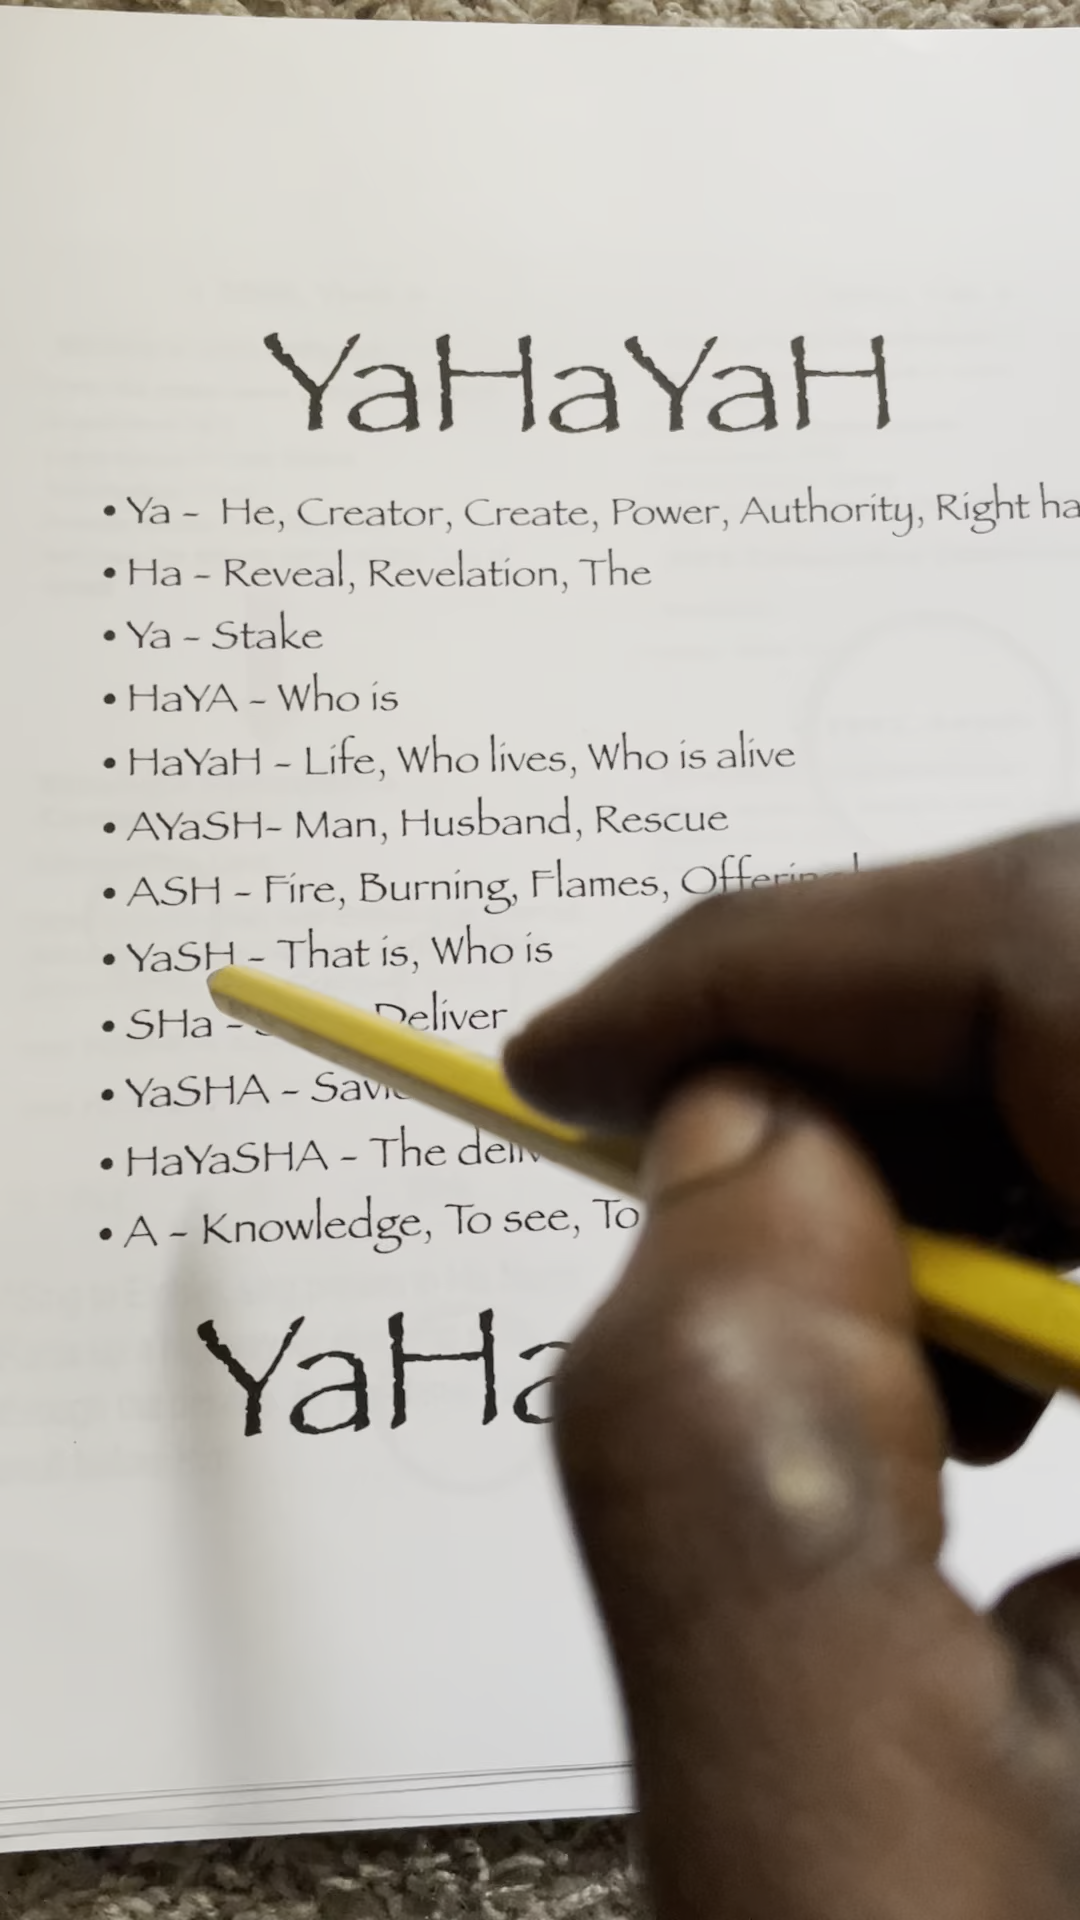 YaHaYaH
• Ya - He, Creator, Create, Power, Authority, Right
• Ha - Reveal, Revelation, The
• Ya - Stake
• HaYA - Who is
• HaYaH - Life, Who lives, Who is alive
• AYaSH- Man, Husband, Rescue
• ASH - Fire, Burning, Flames,
• YaSH - That is, Who is
• SHa - Deliver
• YaSHA -
• HaYaSHA - The
• A - Knowledge, To see, To